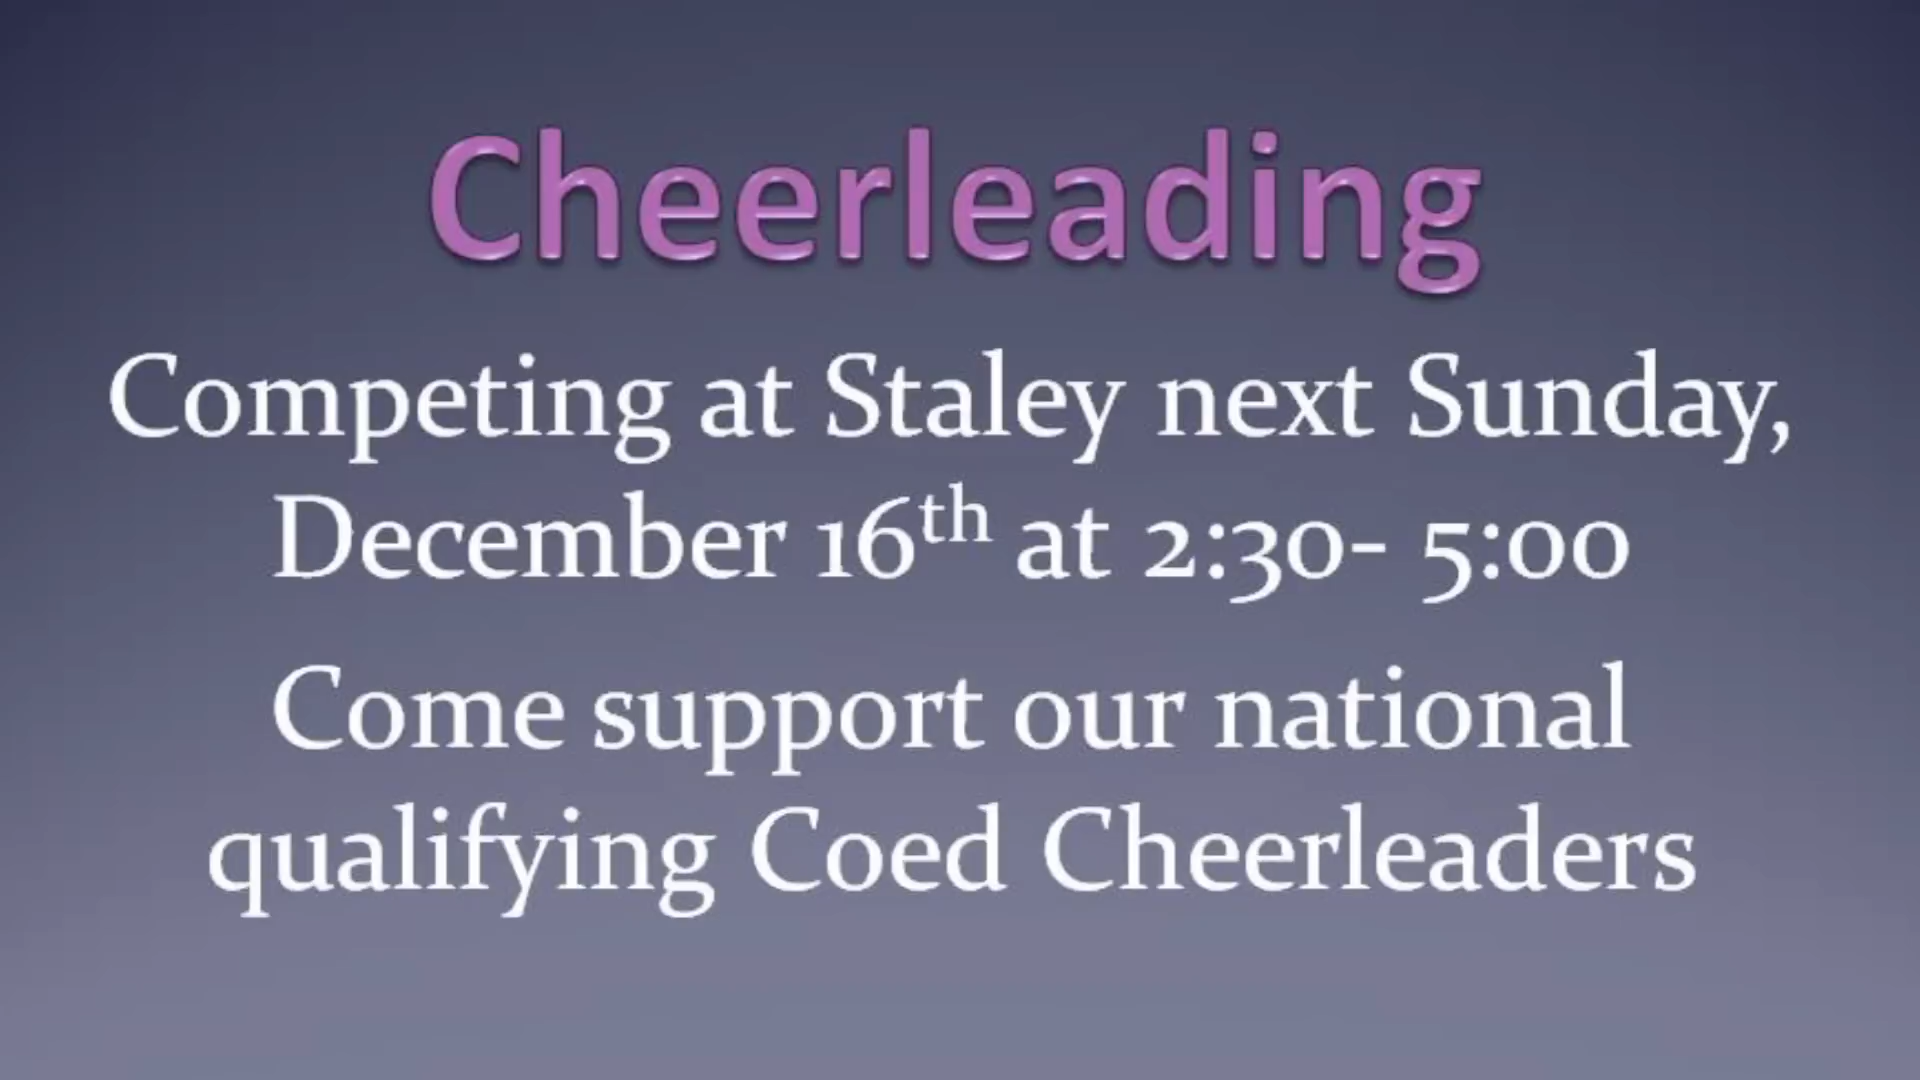 Cheerleading
Competing at Staley next Sunday,
December 16th at 2:30- 5:00
Come support our national
qualifying Coed Cheerleaders